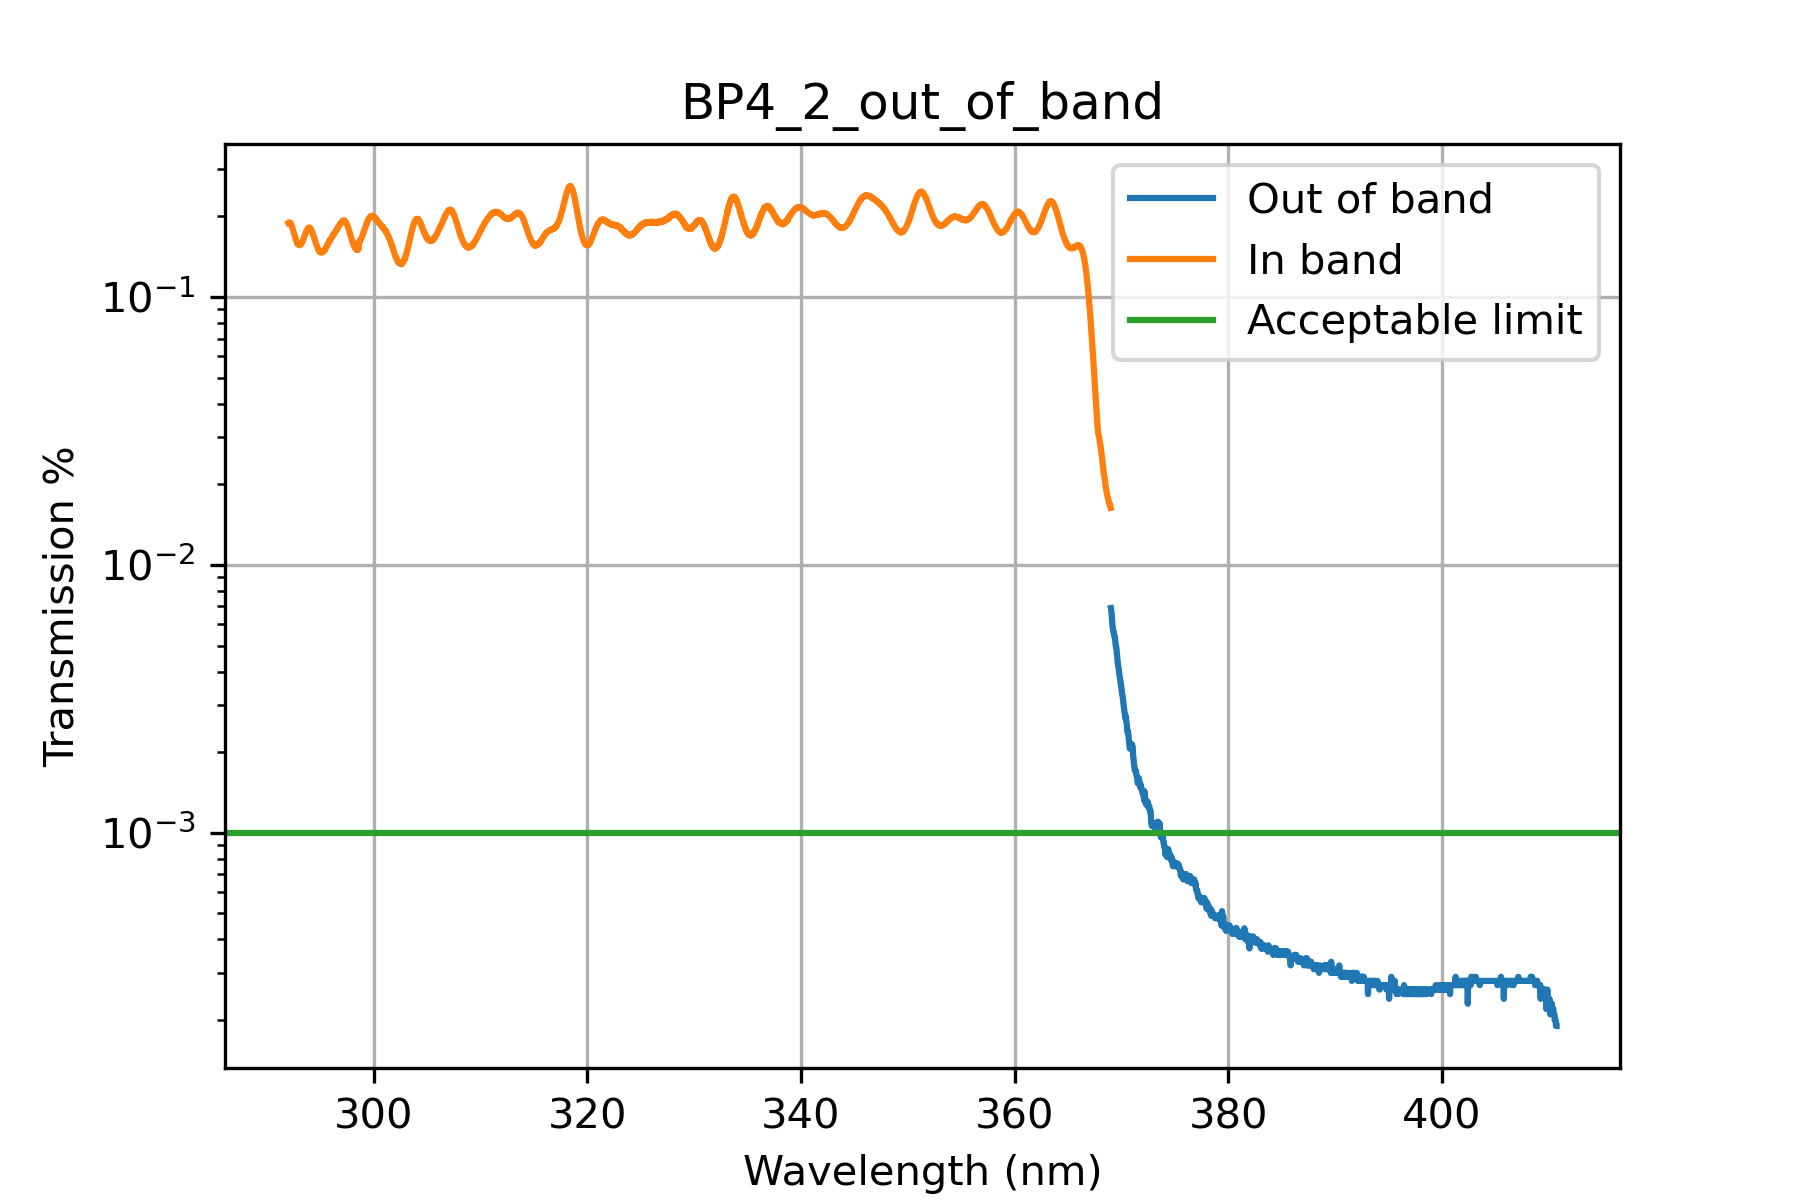 BP4_2_out_of_band
Out of band
In band
Acceptable limit
Transmission %
10⁻¹
10⁻²
10⁻³
300 320 340 360 380 400
Wavelength (nm)